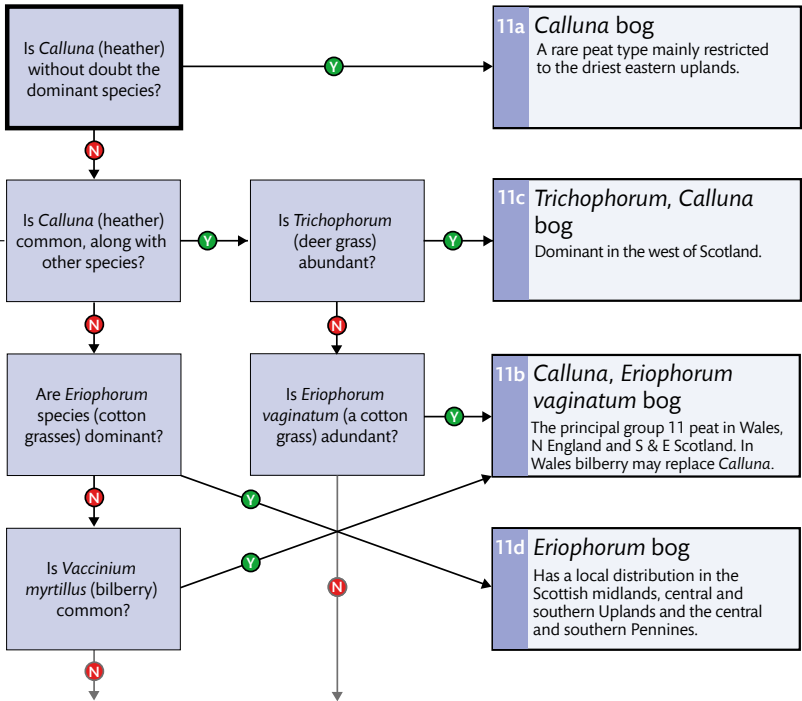 Is Calluna (heather)
without doubt the
dominant species?
Y
11a
Calluna bog
A rare peat type mainly restricted
to the driest eastern uplands.
N
Is Calluna (heather)
common, along with
other species?
Y
Is Trichophorum
(deer grass)
abundant?
Y
11c
Trichophorum, Calluna
bog
Dominant in the west of Scotland.
N
N
Are Eriophorum
species (cotton
grasses) dominant?
Is Eriophorum
vaginatum (a cotton
grass) adundant?
Y
11b
Calluna, Eriophorum
vaginatum bog
The principal group 11 peat in Wales,
N England and S & E Scotland. In
Wales bilberry may replace Calluna.
N
Y
Is Vaccinium
myrtillus (bilberry)
common?
Y
N
11d
Eriophorum bog
Has a local distribution in the
Scottish midlands, central and
southern Uplands and the central
and southern Pennines.
N